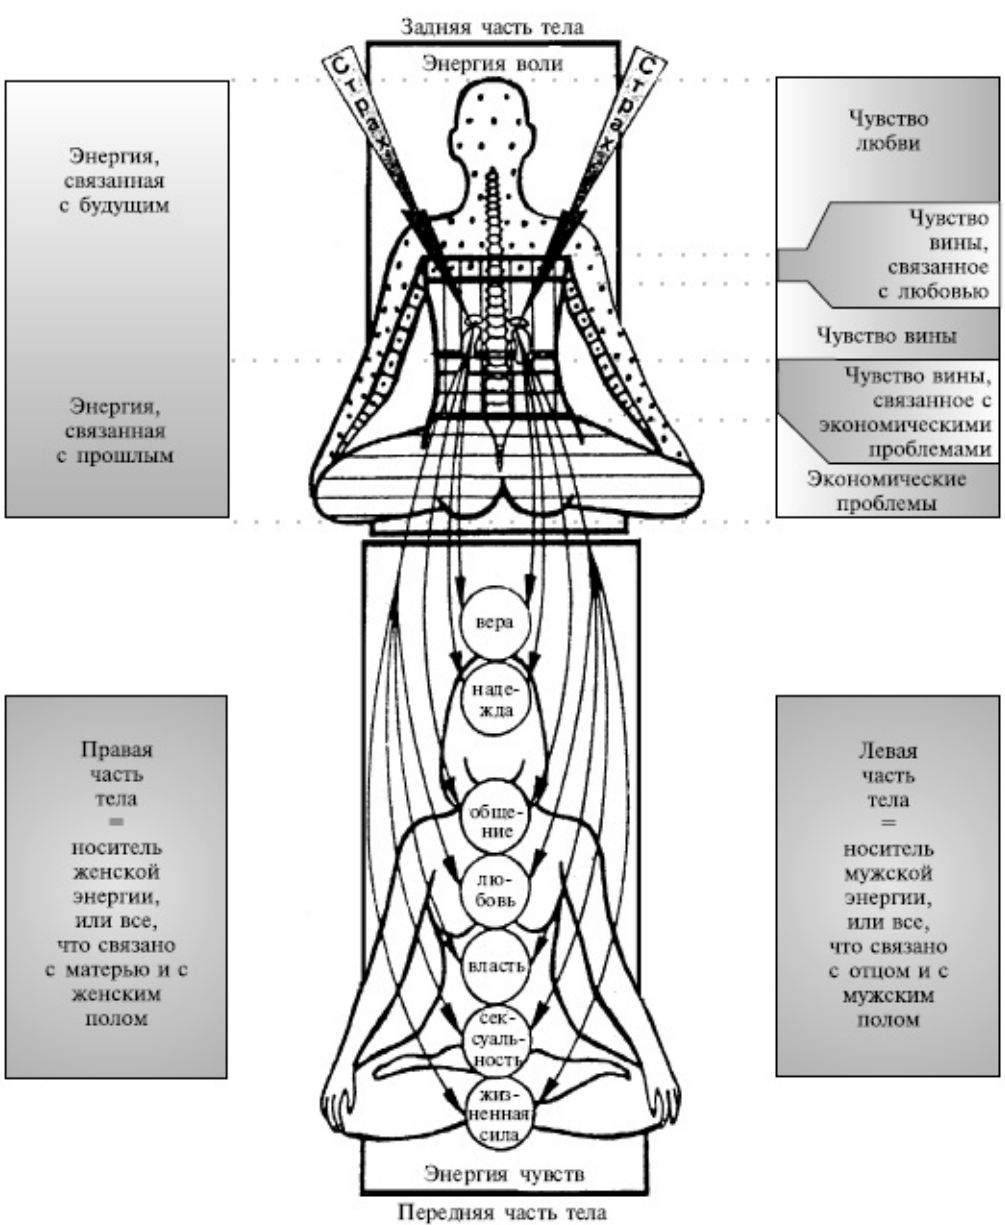 Задняя часть тела
Энергия воли
Страх
Страх
Энергия,
связанная
с будущим
Энергия,
связанная
с прошлым
Чувство
любви
Чувство
вины,
связанное
с любовью
Чувство вины
Чувство вины,
связанное с
экономическими
проблемами
Экономические
проблемы
вера
наде-
жда
обще-
ние
лю-
бовь
власть
сек-
суаль-
ность
жиз-
ненная
сила
Правая
часть
тела
=
носитель
женской
энергии,
или все,
что связано
с матерью и с
женским
полом
Левая
часть
тела
=
носитель
мужской
энергии,
или все,
что связано
с отцом и с
мужским
полом
Энергия чувств
Передняя часть тела